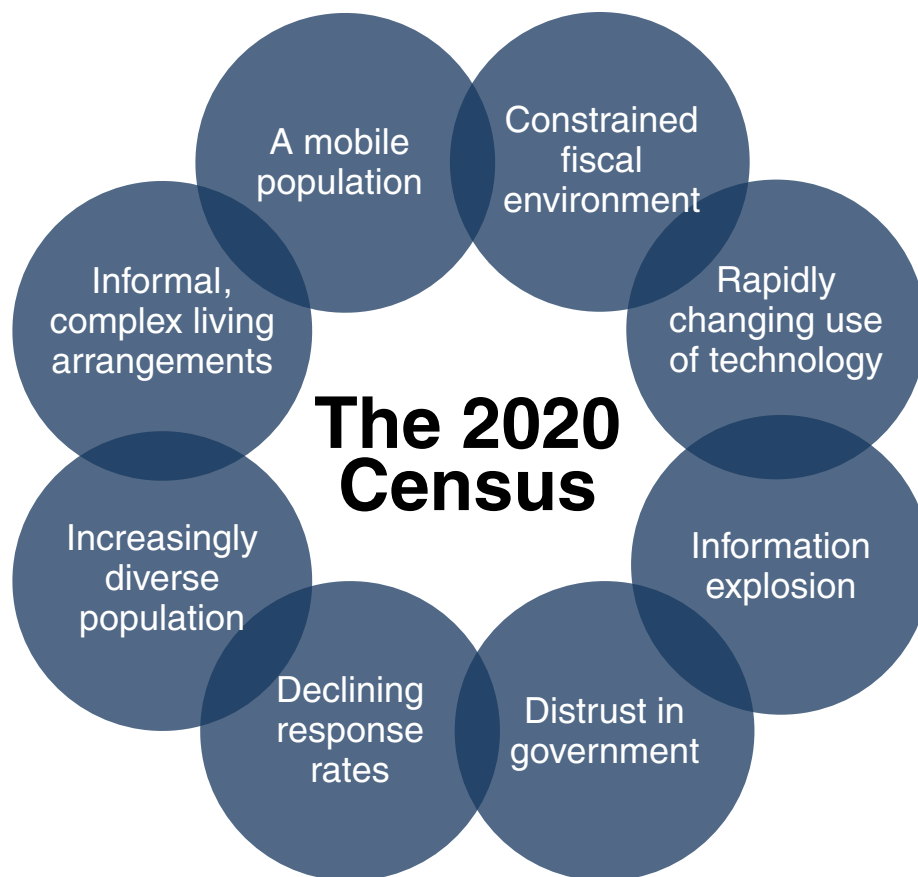 A mobile
population
Constrained
fiscal
environment
Rapidly
changing use
of technology
Information
explosion
Distrust in
government
Declining
response
rates
Increasingly
diverse
population
Informal,
complex living
arrangements
The 2020
Census